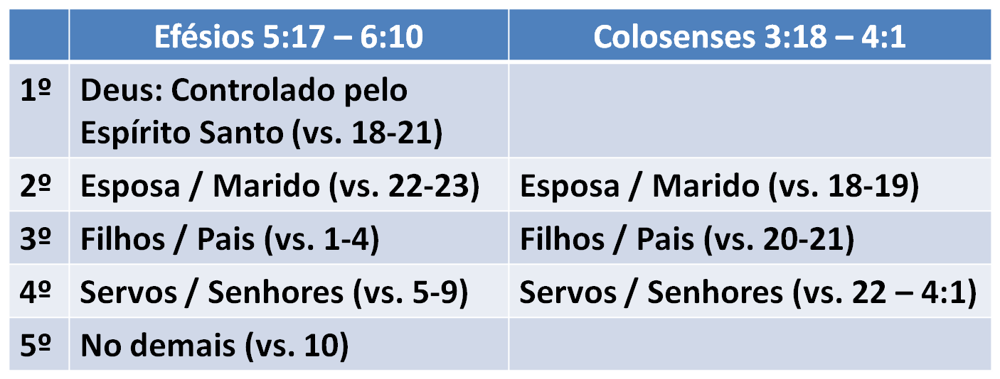 Efésios 5:17 – 6:10 Colosenses 3:18 – 4:1
1º Deus: Controlado pelo
Espírito Santo (vs. 18-21)
2º Esposa / Marido (vs. 22-23) Esposa / Marido (vs. 18-19)
3º Filhos / Pais (vs. 1-4) Filhos / Pais (vs. 20-21)
4º Servos / Senhores (vs. 5-9) Servos / Senhores (vs. 22 – 4:1)
5º No demais (vs. 10)